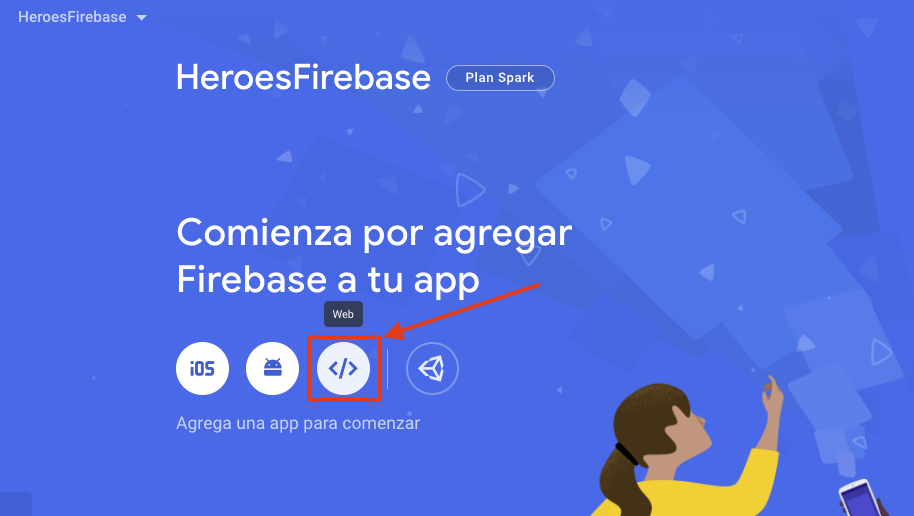 HeroesFirebase
HeroesFirebase Plan Spark
Comienza por agregar
Firebase a tu app
Web
iOS
Agrega una app para comenzar